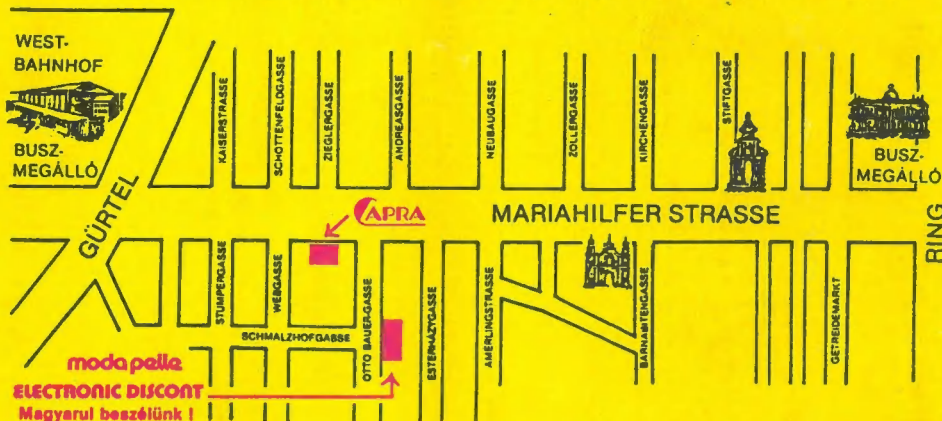 WEST-
BAHNHOF
BUSZ-
MEGÁLLÓ
GÜRTEL
KAISERSTRASSE
SCHOTTENFELDGASSE
ZIEGLERGASSE
ANDREASGASSE
NEUBAUGASSE
ZOLLERGASSE
KIRCHENGASSE
STIFTGASSE
BUSZ-
MEGÁLLÓ
CAPRA
MARIAHILFER STRASSE
RING
STUMPERGASSE
WEBGASSE
SCHMALZHOFGASSE
OTTO BAUER-GASSE
ESTERHÁZYGASSE
AMERLINGSTRASSE
BARNABITENGASSE
GETREIDEMARKT
moda pelle
ELECTRONIC DISCONT
Magyarul beszélünk !